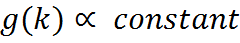 g(k) ∝ constant